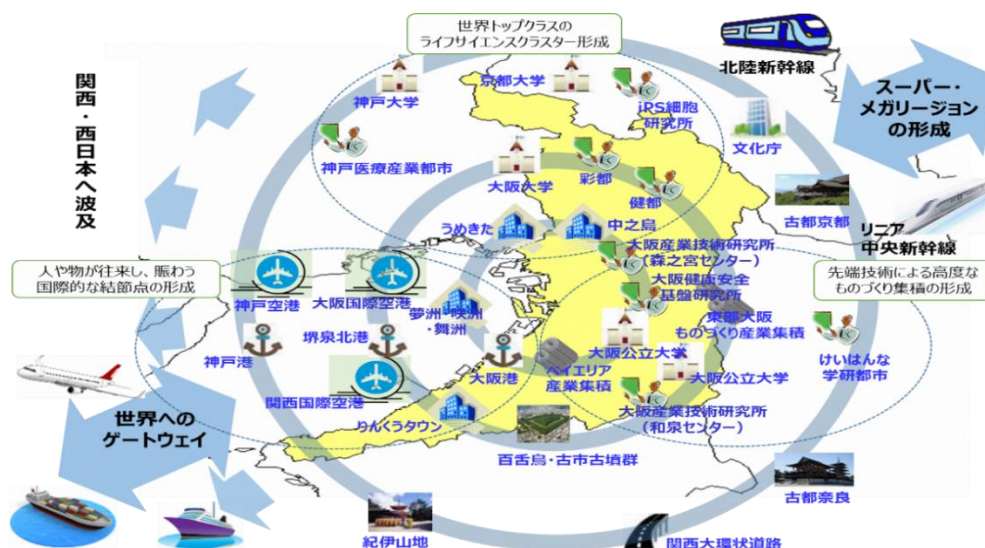 世界トップクラスの
ライフサイエンスクラスター形成
北陸新幹線
スーパー・
メガリージョン
の形成
関西・西日本へ波及
神戸大学
京都大学
iPS細胞
研究所
文化庁
神戸医療産業都市
大阪大学
彩都
健都
古都京都
リニア
中央新幹線
うめきた
中之島
大阪産業技術研究所
（森之宮センター）
人や物が往来し、賑わう
国際的な結節点の形成
先端技術による高度な
ものづくり集積の形成
神戸空港
大阪国際空港
夢洲・咲洲
・舞洲
大阪健康安全
基盤研究所
東部大阪
ものづくり産業集積
神戸港
堺泉北港
大阪港
ベイエリア
産業集積
大阪公立大学
大阪公立大学
けいはんな
学研都市
関西国際空港
りんくうタウン
大阪産業技術研究所
（和泉センター）
世界への
ゲートウェイ
百舌鳥・古市古墳群
古都奈良
紀伊山地
関西大環状道路